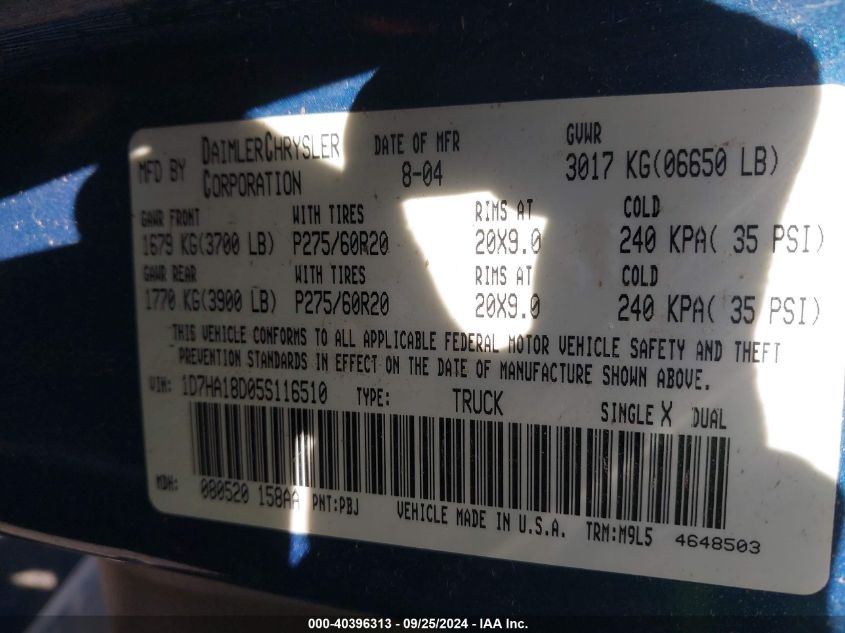 MFD BY DAIMLERCHRYSLER CORPORATION DATE OF MFR 8-04 GVWR 3017 KG(06650 LB)
GAWR FRONT WITH TIRES RIMS AT COLD
1679 KG(3700 LB) P275/60R20 20X9.0 240 KPA( 35 PSI)
GAWR REAR WITH TIRES RIMS AT COLD
1770 KG(3900 LB) P275/60R20 20X9.0 240 KPA( 35 PSI)
THIS VEHICLE CONFORMS TO ALL APPLICABLE FEDERAL MOTOR VEHICLE SAFETY AND THEFT
PREVENTION STANDARDS IN EFFECT ON THE DATE OF MANUFACTURE SHOWN ABOVE.
VIN: 1D7HA18D05S116510 TYPE: TRUCK SINGLE X DUAL
MDH: 080520 158AA PNT:PBJ VEHICLE MADE IN U.S.A. TRM:M9L5 4648503
000-40396313 / 09/25/2024 - IAA Inc.